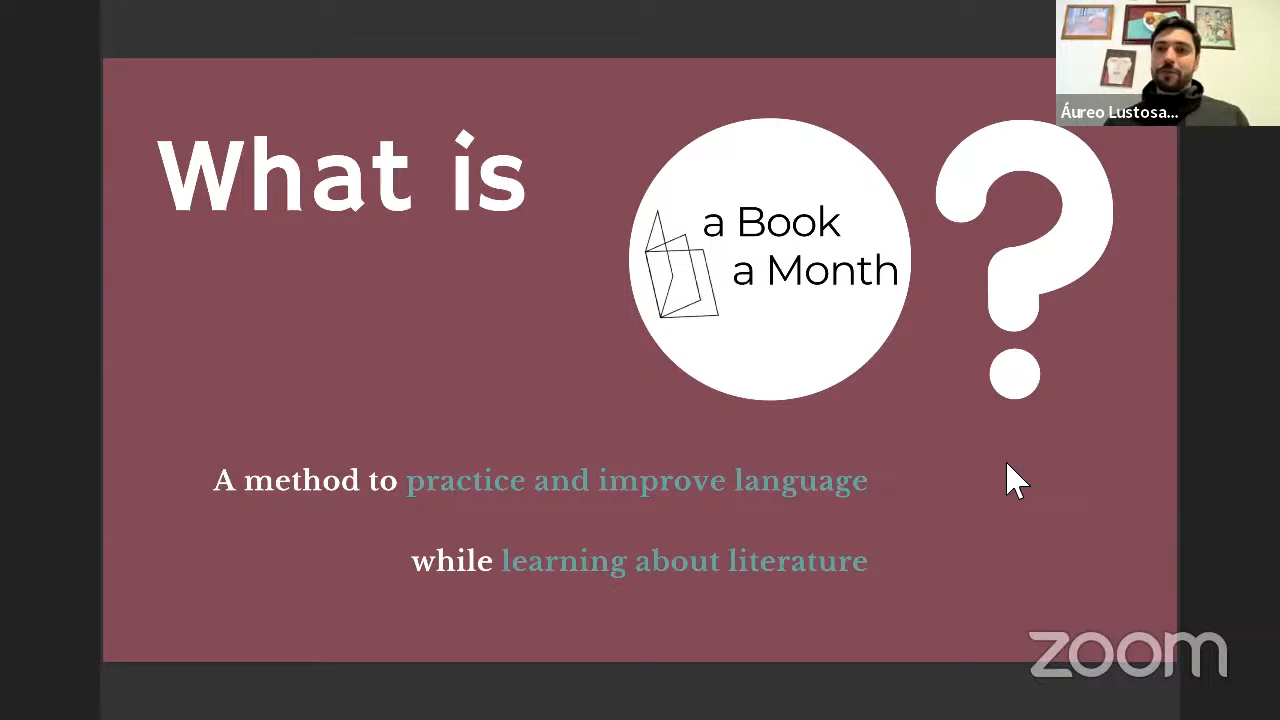 What is
a Book
a Month
?
Áureo Lustosa...
A method to practice and improve language
while learning about literature
zoom